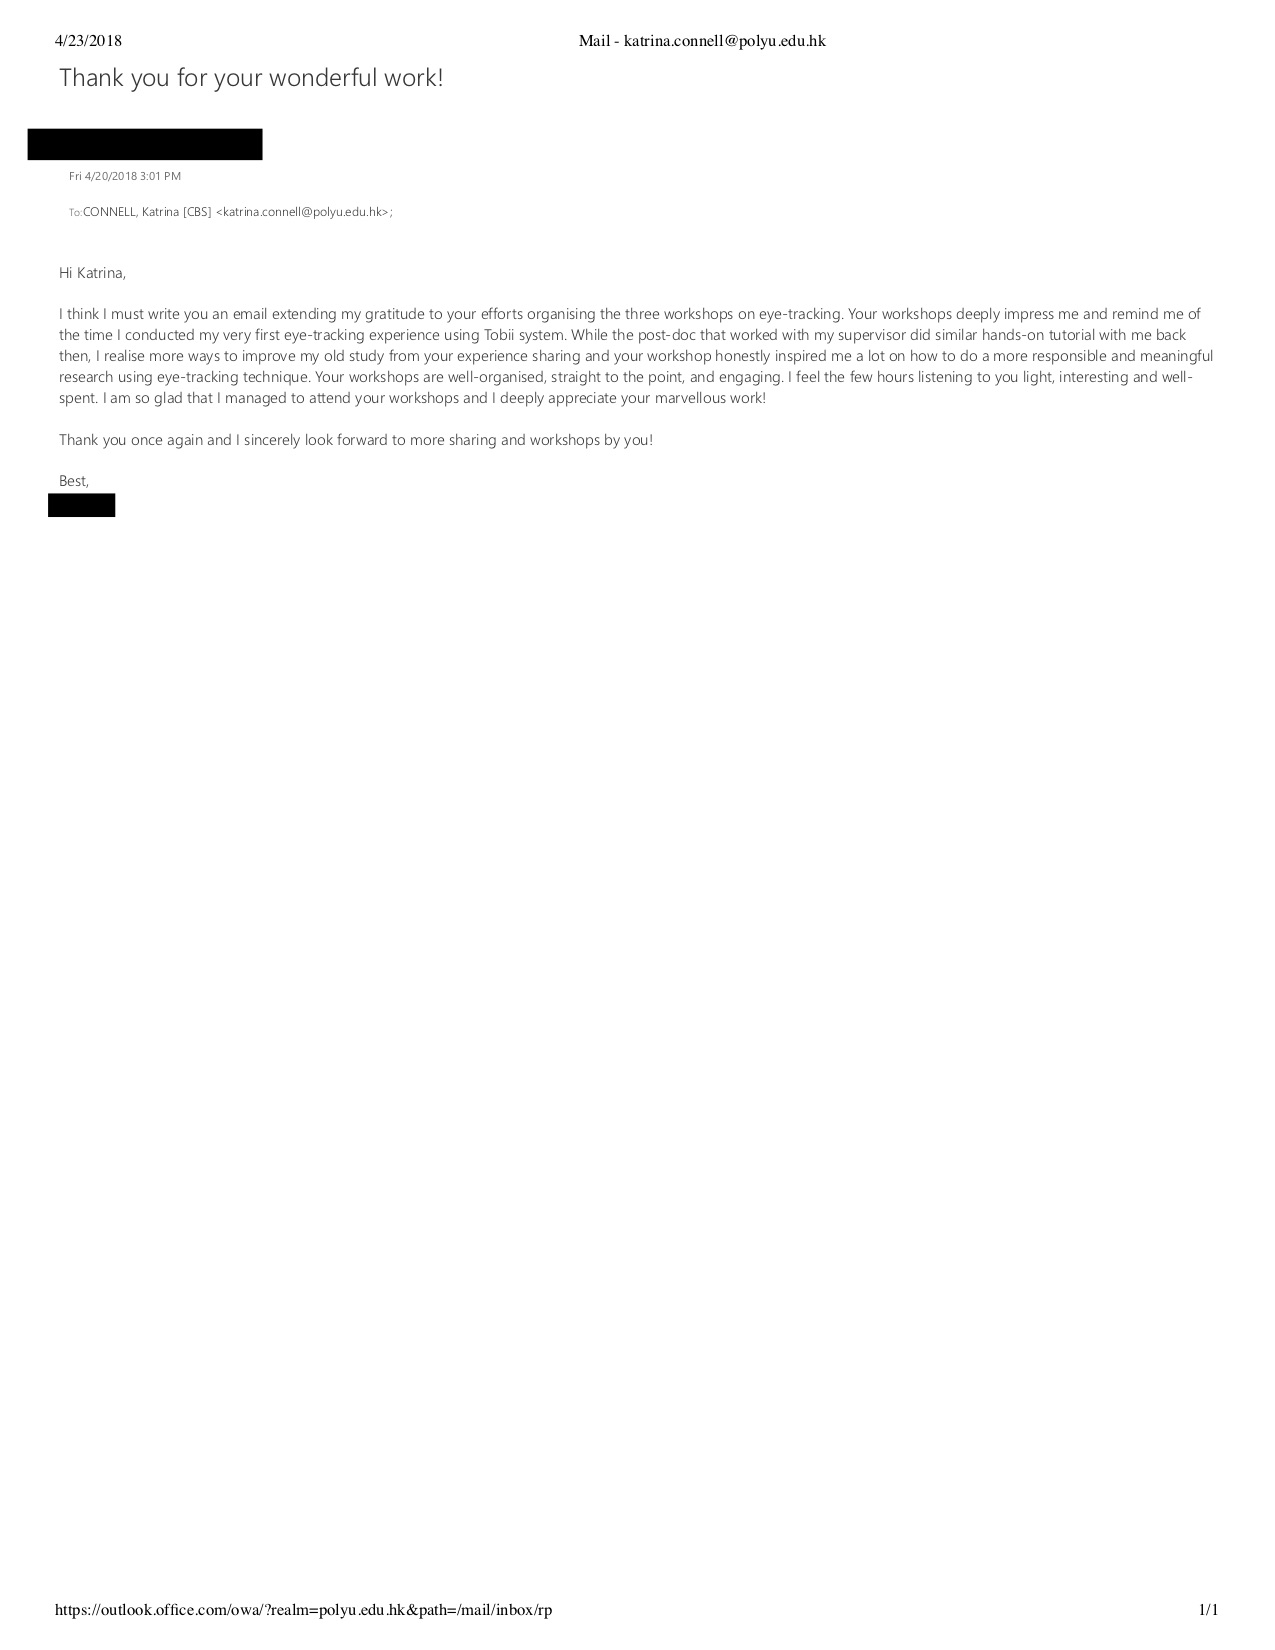 4/23/2018 Mail - katrina.connell@polyu.edu.hk
Thank you for your wonderful work!
Fri 4/20/2018 3:01 PM
To:CONNELL, Katrina [CBS] <katrina.connell@polyu.edu.hk>;
Hi Katrina,
I think I must write you an email extending my gratitude to your efforts organising the three workshops on eye-tracking. Your workshops deeply impress me and remind me of
the time I conducted my very first eye-tracking experience using Tobii system. While the post-doc that worked with my supervisor did similar hands-on tutorial with me back
then, I realise more ways to improve my old study from your experience sharing and your workshop honestly inspired me a lot on how to do a more responsible and meaningful
research using eye-tracking technique. Your workshops are well-organised, straight to the point, and engaging. I feel the few hours listening to you light, interesting and well-
spent. I am so glad that I managed to attend your workshops and I deeply appreciate your marvellous work!
Thank you once again and I sincerely look forward to more sharing and workshops by you!
Best,
https://outlook.office.com/owa/?realm=polyu.edu.hk&path=/mail/inbox/rp 1/1